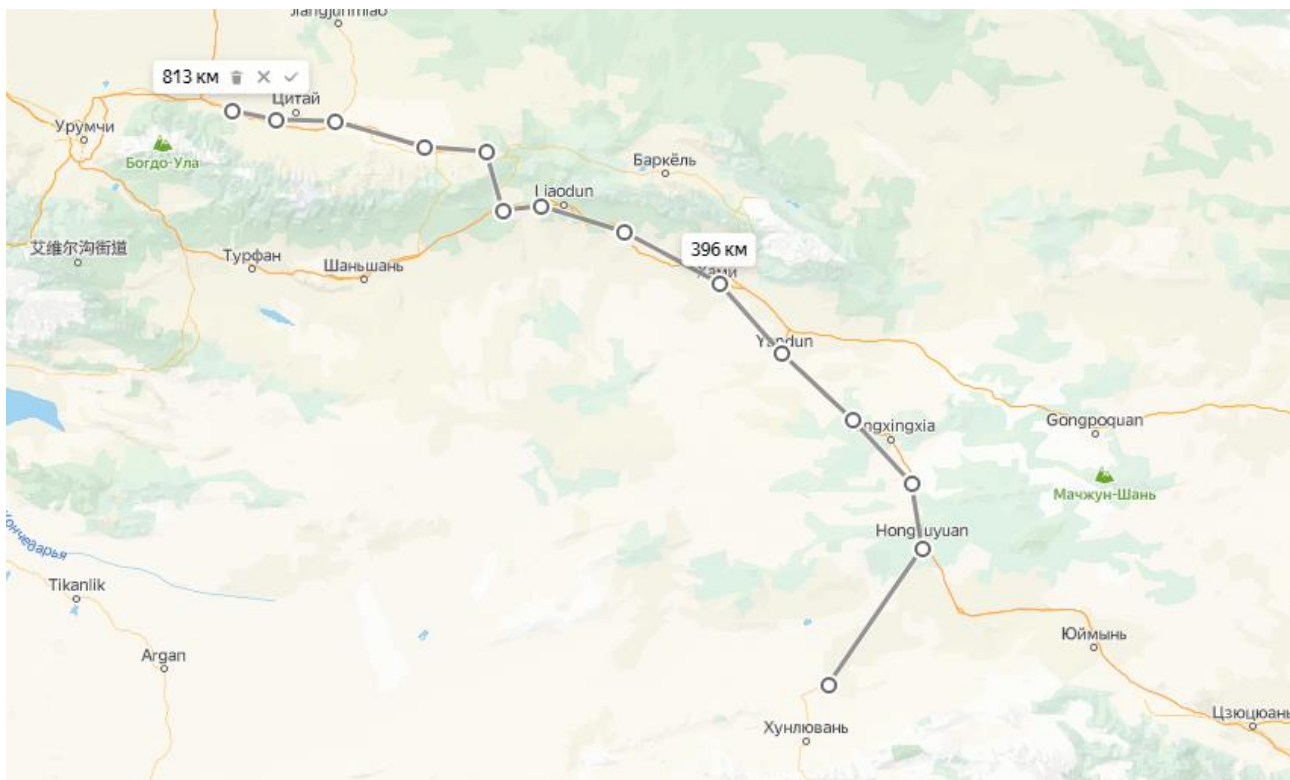 Jiangjunmiao
813 км
Цитай
Урумчи
Богдо-Ула
Баркёль
Liaodun
艾维尔沟街道
Турфан
Шаньшань
396 км
Хами
Yandun
ngxingxia
Gongpoquan
Мачжун-Шань
Кончедарья
Hongliuyuan
Tikanlik
Юймынь
Argan
Хунлювань
Цзюцюань